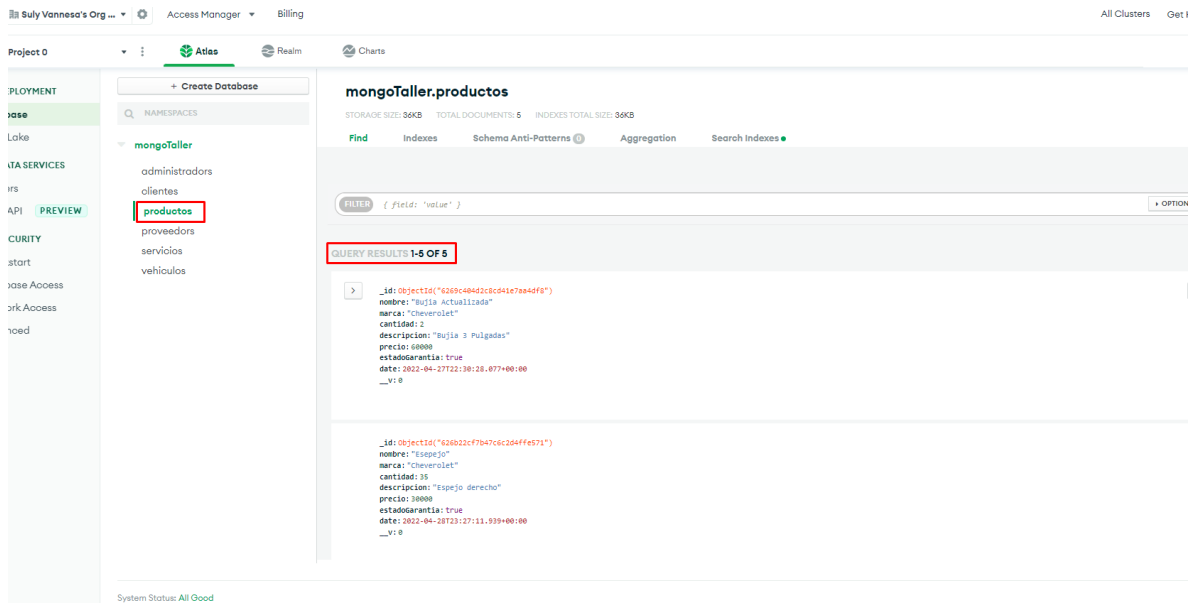 Suly Vannesa's Org ... Access Manager Billing All Clusters Get
Project 0 Atlas Realm Charts
PLOYMENT
base
Lake
ATA SERVICES
ers
API PREVIEW
CURITY
kstart
base Access
ork Access
nced
+ Create Database
NAMESPACES
mongoTaller
administradors
clientes
productos
proveedors
servicios
vehiculos
mongoTaller.productos
STORAGE SIZE: 36KB TOTAL DOCUMENTS: 5 INDEXES TOTAL SIZE: 36KB
Find Indexes Schema Anti-Patterns 0 Aggregation Search Indexes
FILTER { field: 'value' } OPTION
QUERY RESULTS 1-5 OF 5
_id: ObjectId("6269c404d2c8cd41e7aa4df8")
nombre: "Bujia Actualizada"
marca: "Cheverolet"
cantidad: 2
descripcion: "Bujia 3 Pulgadas"
precio: 60000
estadoGarantia: true
date: 2022-04-27T22:30:28.077+00:00
__v: 0
_id: ObjectId("626b22cf7b47c6c2d4ffe571")
nombre: "Esepejo"
marca: "Cheverolet"
cantidad: 35
descripcion: "Espejo derecho"
precio: 30000
estadoGarantia: true
date: 2022-04-28T23:27:11.939+00:00
__v: 0
System Status: All Good